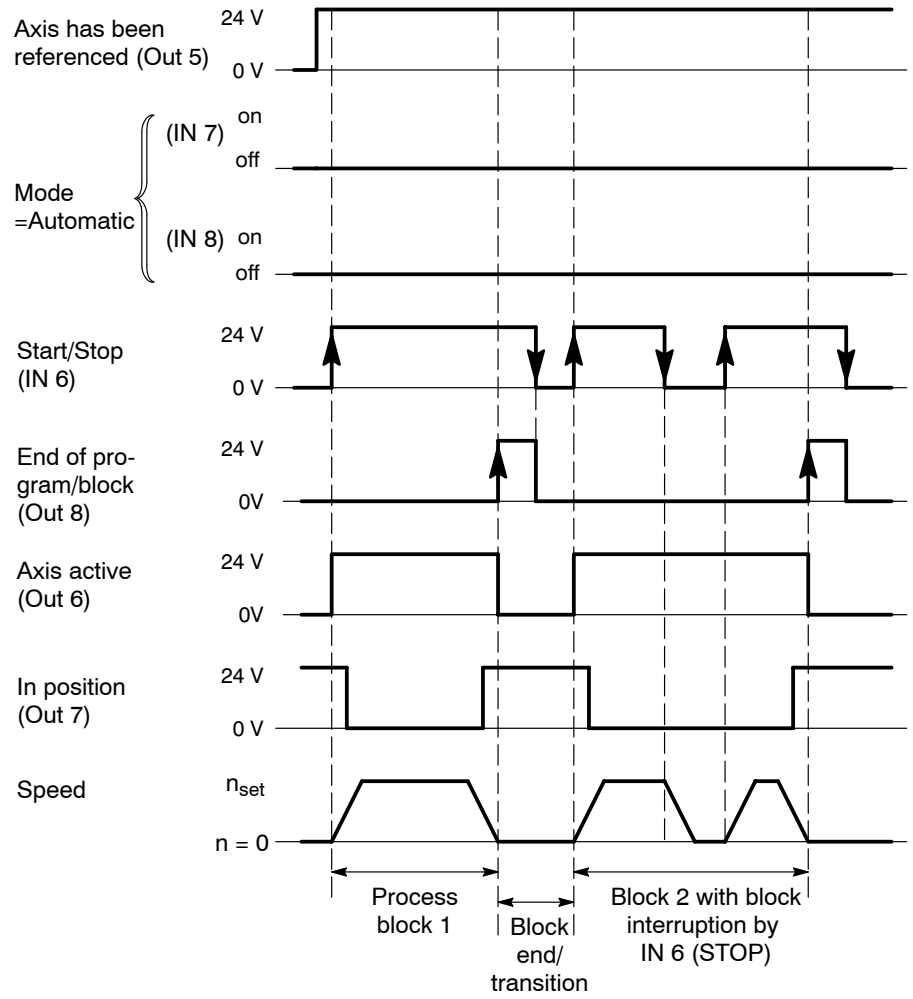 Axis has been
referenced (Out 5)
24 V
0 V
Mode
=Automatic
(IN 7)
on
off
(IN 8)
on
off
Start/Stop
(IN 6)
24 V
0 V
End of pro-
gram/block
(Out 8)
24 V
0V
Axis active
(Out 6)
24 V
0V
In position
(Out 7)
24 V
0 V
Speed
nset
n = 0
Process
block 1
Block
end/
transition
Block 2 with block
interruption by
IN 6 (STOP)